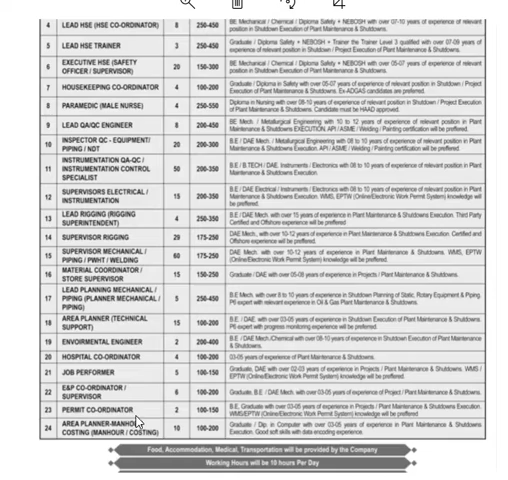 4 LEAD HSE (HSE CO-ORDINATOR) 8 250-450 BE Mechanical / Chemical / Diploma Safety + NEBOSH with over 07-10 years of experience of relevant position in Shutdown Execution of Plant Maintenance & Shutdowns.
5 LEAD HSE TRAINER 3 250-450 Graduate / Diploma Safety + NEBOSH + Trainer the Trainer Level 3 qualified with over 07-09 years of experience of relevant position in Shutdown Execution of Plant Maintenance & Shutdowns.
6 EXECUTIVE HSE (SAFETY OFFICER / SUPERVISOR) 20 150-300 BE Mechanical / Chemical / Diploma Safety + NEBOSH with over 05-07 years of experience of relevant position in Shutdown Execution of Plant Maintenance & Shutdowns.
7 HOUSEKEEPING CO-ORDINATOR 4 100-200 Graduate / Diploma in Safety with over 05-07 years of experience of relevant position in Shutdown / Project Execution of Plant Maintenance & Shutdowns. Ex-ADGAS candidates are preferred.
8 PARAMEDIC (MALE NURSE) 4 250-550 Diploma in Nursing with over 08-10 years of experience of relevant position in Shutdown / Project Execution of Plant Maintenance & Shutdowns. Candidate must be HAAD approved.
9 LEAD QA/QC ENGINEER 8 200-450 BE Mech. / Metallurgical Engineering with 10 to 12 years of experience of relevant position in Plant Maintenance & Shutdowns EXECUTION. API / ASME / Welding / Painting certification will be preffered.
10 INSPECTOR QC - EQUIPMENT/ PIPING / NDT 20 200-300 B.E / DAE Mech. / Metallurgical Engineering with 08 to 10 years of experience of relevant position in Plant Maintenance & Shutdowns Execution. API / ASME / Welding / Painting certification will be preffered.
11 INSTRUMENTATION QA-QC / INSTRUMENTATION CONTROL SPECIALIST 50 200-350 B.E / B.TECH / DAE. Instruments / Electronics with 08 to 10 years of experience of relevant position in Plant Maintenance & Shutdowns Execution.
12 SUPERVISORS ELECTRICAL / INSTRUMENTATION 15 200-350 B.E / DAE Electrical / Instruments / Electronics with 08 to 10 years of experience of relevant position in Plant Maintenance & Shutdowns Execution. WMS, EPTW (Online/Electronic Work Permit System) knowledge will be preffered.
13 LEAD RIGGING (RIGGING SUPERINTENDENT) 4 250-350 B.E / DAE Mech. with over 15 years of experience of Plant Maintenance & Shutdowns Execution. Third Party Certified and Offshore experience will be preffered.
14 SUPERVISOR RIGGING 29 175-250 DAE Mech., with over 10-12 years of experience in Plant Maintenance & Shutdowns Execution. Certified and Offshore experience will be preffered.
15 SUPERVISOR MECHANICAL / PIPING / PWHT / WELDING 60 175-250 DAE Mech. with over 10-12 years of experience in Plant Maintenance & Shutdowns. WMS, EPTW (Online/Electronic Work Permit System) knowledge will be preffered.
16 MATERIAL COORDINATOR / STORE SUPERVISOR 15 150-250 Graduate / DAE with over 05-08 years of experience in Projects / Plant Maintenance & Shutdowns.
17 LEAD PLANNING MECHANICAL / PIPING (PLANNER MECHANICAL / PIPING) 5 250-450 B.E Mech. with over 8 to 10 years of experience in Shutdown Planning of Static, Rotary Equipment & Piping. P6 expert with relevant experience in Oil & Gas Plant Maintenance & Shutdowns.
18 AREA PLANNER (TECHNICAL SUPPORT) 15 100-200 B.E. / DAE. with over 03-05 years of experience in Shutdown Execution of Plant Maintenance & Shutdowns. P6 expert with progress monitoring experience will be preferred.
19 ENVOIRMENTAL ENGINEER 2 200-400 B.E / DAE Mech./Chemical with over 08-10 years of experience in Shutdown Execution of Plant Maintenance & Shutdowns.
20 HOSPITAL CO-ORDINATOR 4 100-200 03-05 years of experience of Plant Maintenance & Shutdowns.
21 JOB PERFORMER 5 100-150 Graduate, DAE with over 02-03 years of experience in Projects / Plant Maintenance & Shutdowns. WMS / EPTW (Online/Electronic Work Permit System) knowledge will be preffered.
22 E&P CO-ORDINATOR / SUPERVISOR 6 100-200 Graduate, B.E / DAE Mech. with over 03-05 years of experience of Project / Plant Maintenance & Shutdowns.
23 PERMIT CO-ORDINATOR 2 100-150 B.E, Graduate with over 03-05 years of experience in Projects / Plant Maintenance & Shutdowns Execution. WMS/EPTW (Online/Electronic Work Permit System) knowledge will be preffered
24 AREA PLANNER-MANHOUR COSTING (MANHOUR / COSTING) 10 100-200 Graduate / Dip. in Computer with over 03-05 years of experience in Plant Maintenance & Shutdowns Execution. Good soft skills with data encoding experience.
Food, Accommodation, Medical, Transportation will be provided by the Company
Working Hours will be 10 hours Per Day